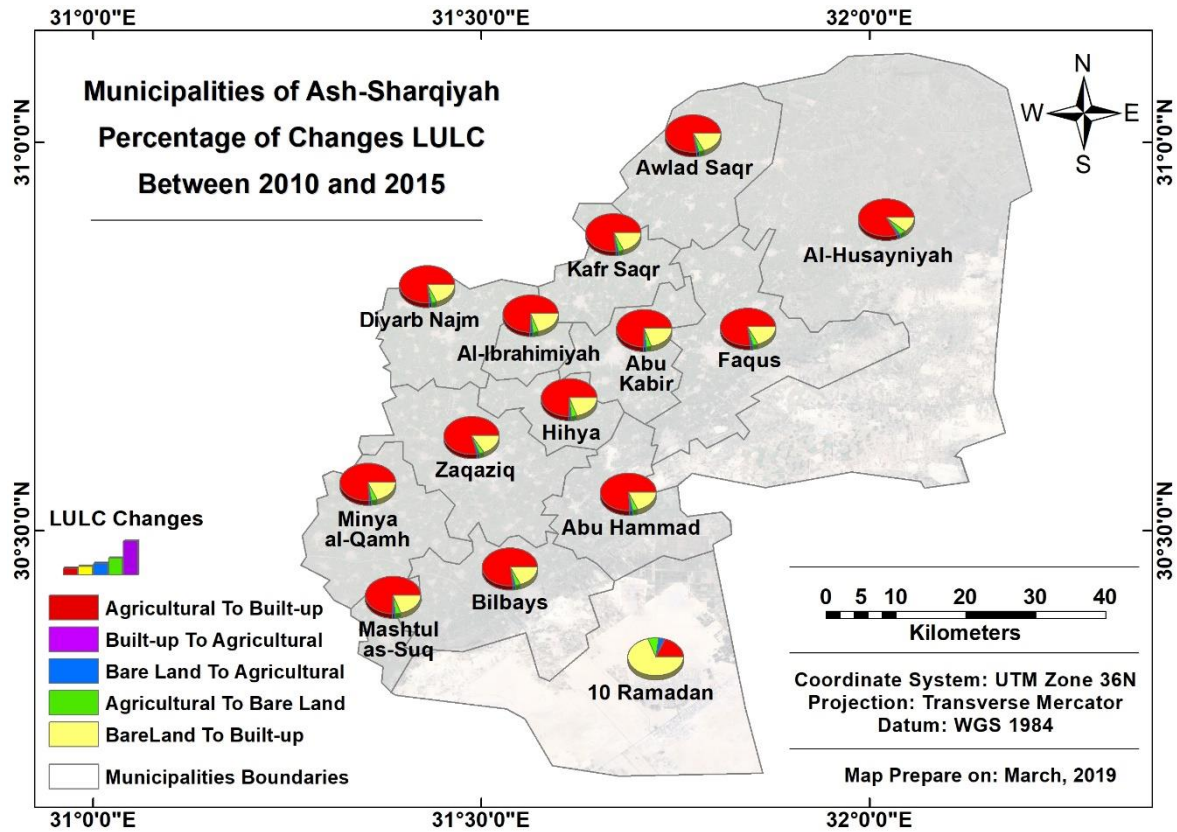 31°0'0"E
31°30'0"E
32°0'0"E
Municipalities of Ash-Sharqiyah
Percentage of Changes LULC
Between 2010 and 2015
N
W
E
S
31°0'0"N
31°0'0"N
Awlad Saqr
Al-Husayniyah
Kafr Saqr
Diyarb Najm
Al-Ibrahimiyah
Abu
Kabir
Faqus
Hihya
Zaqaziq
Minya
al-Qamh
Abu Hammad
Bilbays
Mashtul
as-Suq
10 Ramadan
30°30'0"N
30°30'0"N
LULC Changes
Agricultural To Built-up
Built-up To Agricultural
Bare Land To Agricultural
Agricultural To Bare Land
BareLand To Built-up
Municipalities Boundaries
0 5 10 20 30 40
Kilometers
Coordinate System: UTM Zone 36N
Projection: Transverse Mercator
Datum: WGS 1984
Map Prepare on: March, 2019
31°0'0"E
31°30'0"E
32°0'0"E